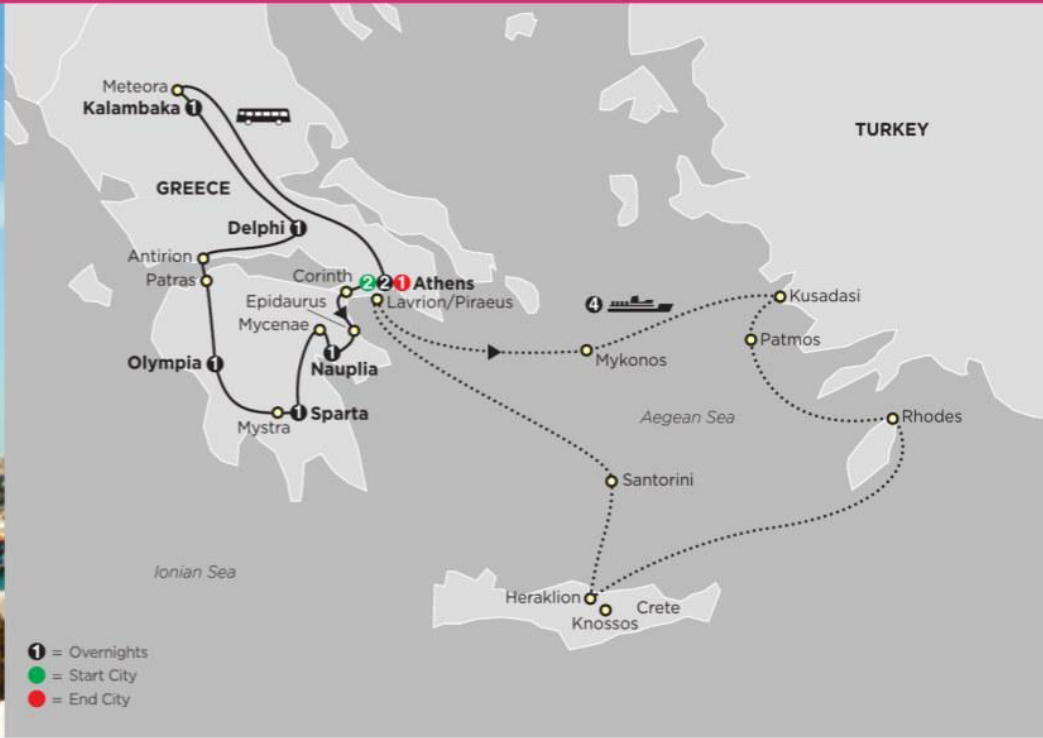 Meteora
Kalambaka 1
TURKEY
GREECE
Delphi 1
Antirion
Patras
Corinth
2 2 1 Athens
Epidaurus
Lavrion/Piraeus
4
Kusadasi
Mycenae
Patmos
Mykonos
Olympia 1
1
Nauplia
1 Sparta
Mystra
Aegean Sea
Rhodes
Santorini
Ionian Sea
Heraklion
Crete
Knossos
1 = Overnights
= Start City
= End City